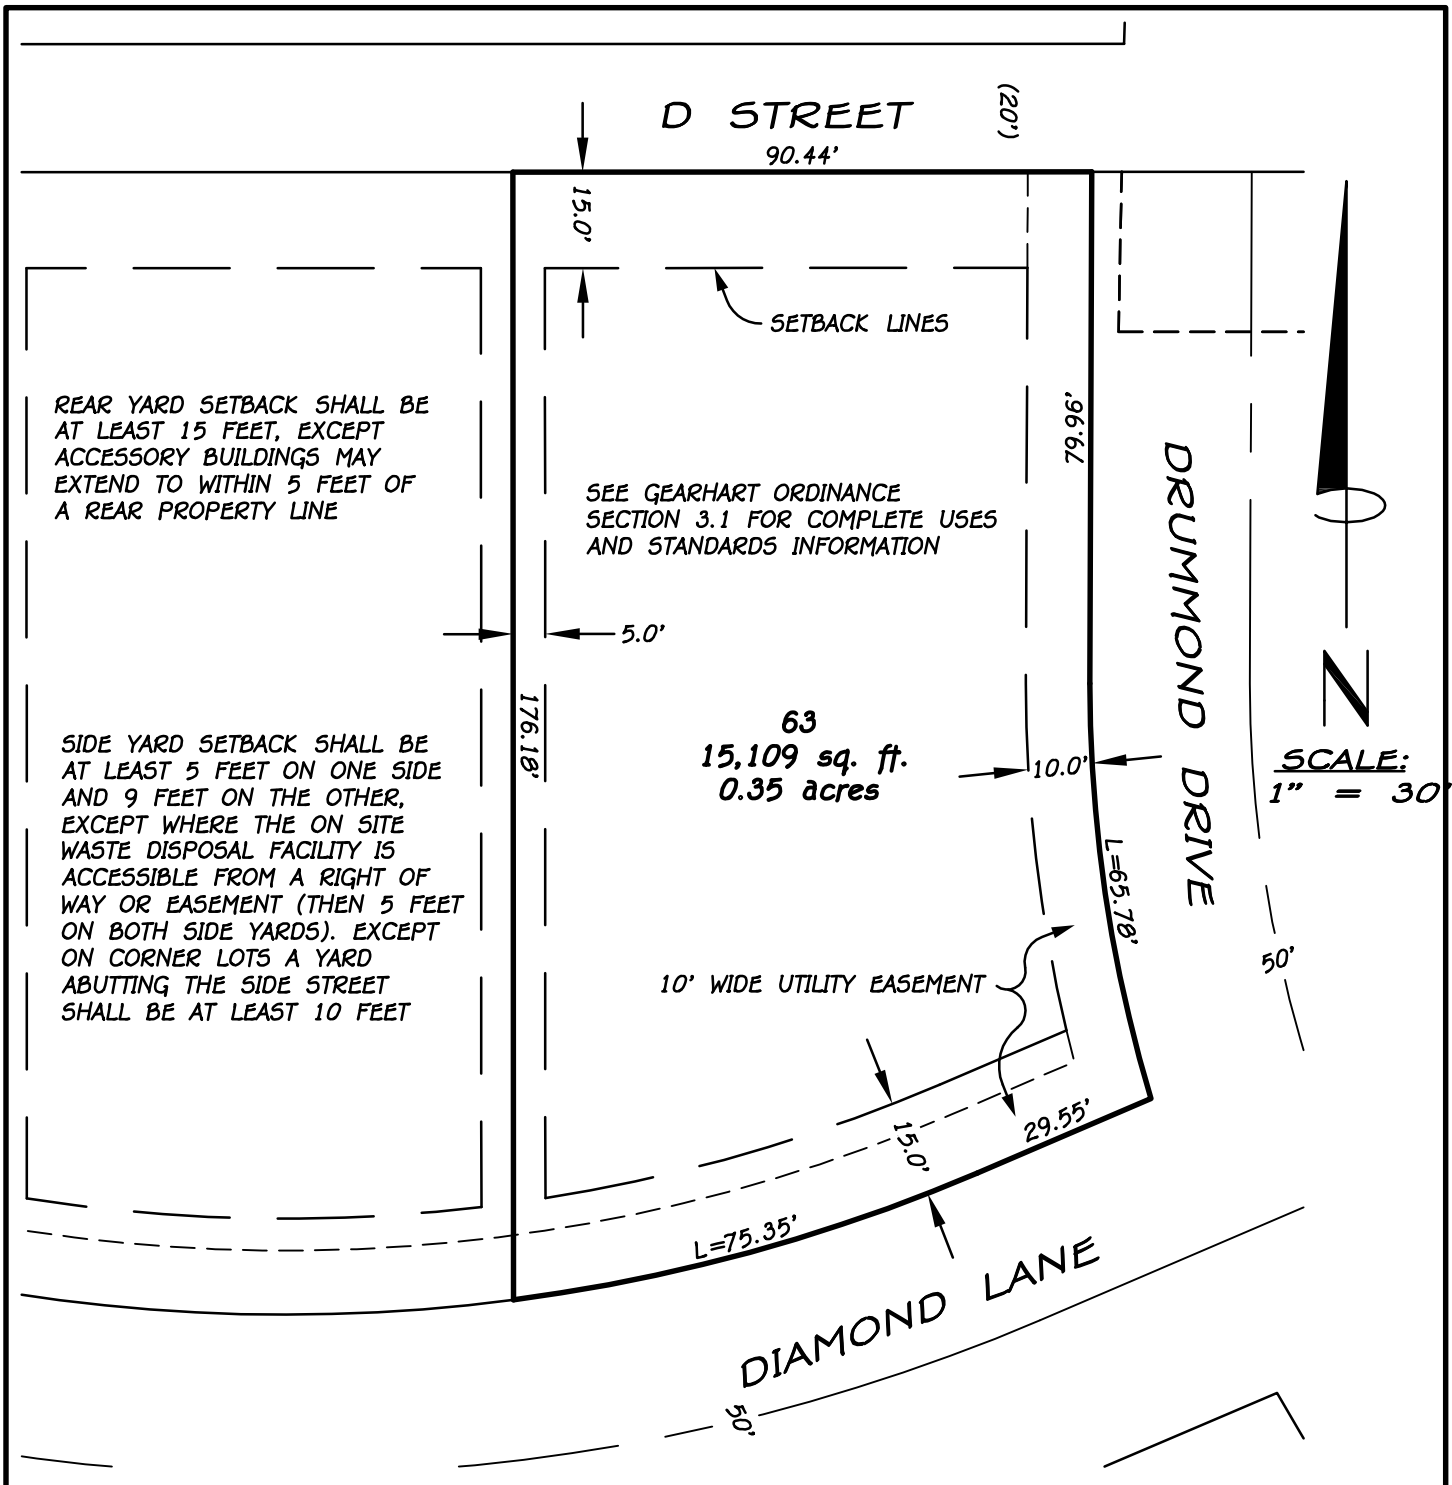 D STREET
(20')
90.44'
15.0'
SETBACK LINES
REAR YARD SETBACK SHALL BE
AT LEAST 15 FEET, EXCEPT
ACCESSORY BUILDINGS MAY
EXTEND TO WITHIN 5 FEET OF
A REAR PROPERTY LINE
SEE GEARHART ORDINANCE
SECTION 3.1 FOR COMPLETE USES
AND STANDARDS INFORMATION
76.96'
DRUMMOND DRIVE
5.0'
176.18'
63
15,109 sq. ft.
0.35 acres
10.0'
N
SCALE:
1" = 30'
SIDE YARD SETBACK SHALL BE
AT LEAST 5 FEET ON ONE SIDE
AND 9 FEET ON THE OTHER,
EXCEPT WHERE THE ON SITE
WASTE DISPOSAL FACILITY IS
ACCESSIBLE FROM A RIGHT OF
WAY OR EASEMENT (THEN 5 FEET
ON BOTH SIDE YARDS). EXCEPT
ON CORNER LOTS A YARD
ABUTTING THE SIDE STREET
SHALL BE AT LEAST 10 FEET
L=65.78'
50'
10' WIDE UTILITY EASEMENT
15.0'
29.55'
L=75.35'
DIAMOND LANE
50'